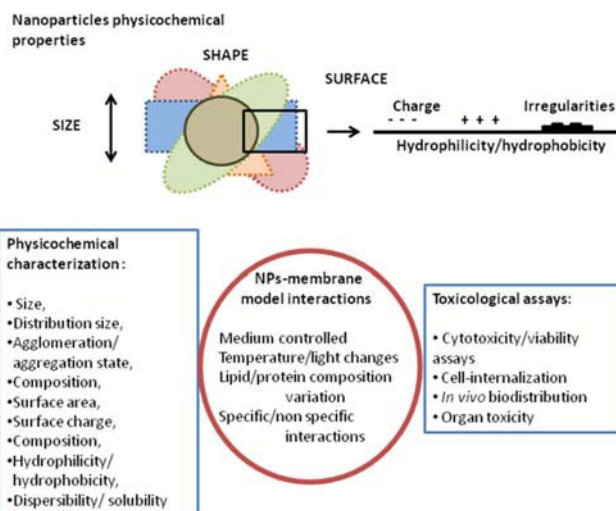 Nanoparticles physicochemical
properties
SHAPE
SURFACE
SIZE
Charge
Irregularities
- - -
+ + +
Hydrophilicity/hydrophobicity
Physicochemical
characterization:
•Size,
•Distribution size,
•Agglomeration/
aggregation state,
•Composition,
•Surface area,
•Surface charge,
•Composition,
•Hydrophilicity/
hydrophobicity,
•Dispersibility/ solubility
NPs-membrane
model interactions
Medium controlled
Temperature/light changes
Lipid/protein composition
variation
Specific/non specific
interactions
Toxicological assays:
• Cytotoxicity/viability
assays
• Cell-internalization
• In vivo biodistribution
• Organ toxicity